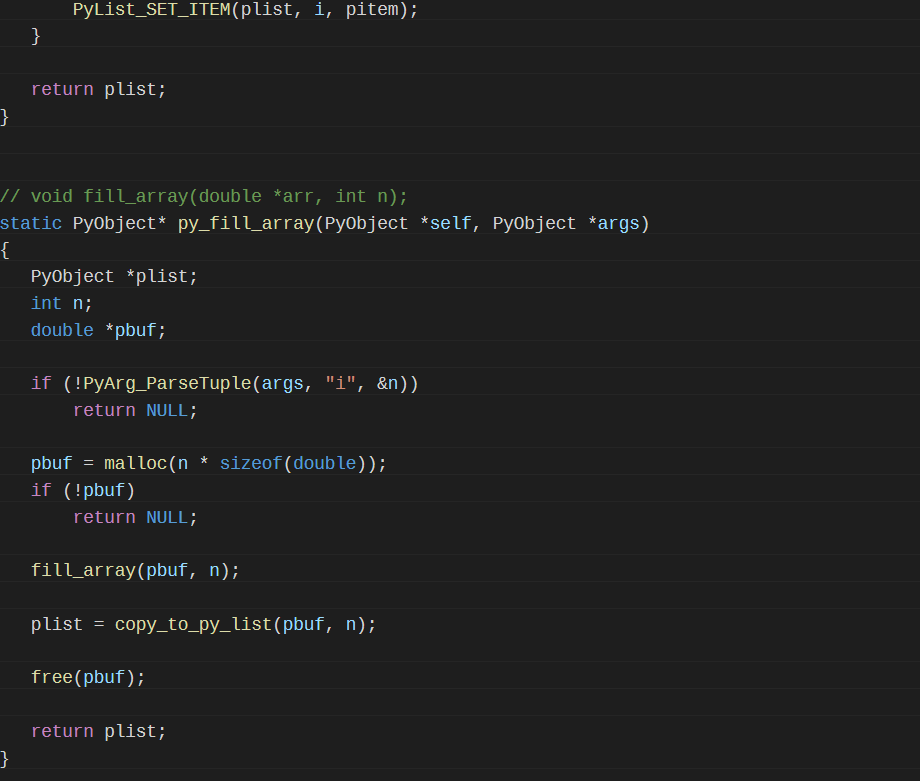 PyList_SET_ITEM(plist, i, pitem);
}
return plist;
}
// void fill_array(double *arr, int n);
static PyObject* py_fill_array(PyObject *self, PyObject *args)
{
PyObject *plist;
int n;
double *pbuf;
if (!PyArg_ParseTuple(args, "i", &n))
return NULL;
pbuf = malloc(n * sizeof(double));
if (!pbuf)
return NULL;
fill_array(pbuf, n);
plist = copy_to_py_list(pbuf, n);
free(pbuf);
return plist;
}